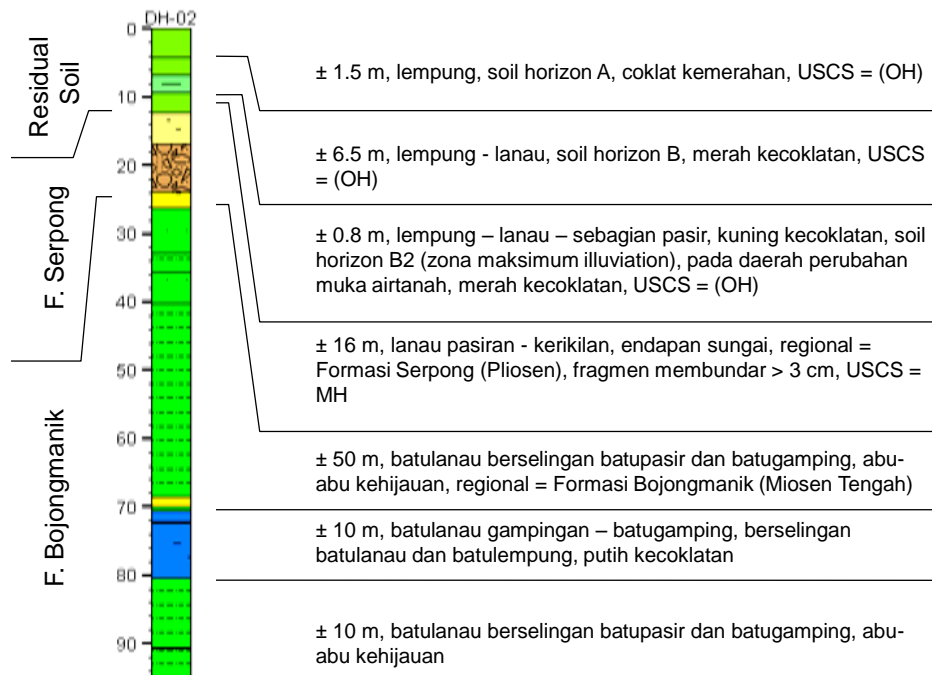 DH-02
0
10
20
30
40
50
60
70
80
90
Residual
Soil
F. Serpong
F. Bojongmanik
± 1.5 m, lempung, soil horizon A, coklat kemerahan, USCS = (OH)
± 6.5 m, lempung - lanau, soil horizon B, merah kecoklatan, USCS
= (OH)
± 0.8 m, lempung – lanau – sebagian pasir, kuning kecoklatan, soil
horizon B2 (zona maksimum illuviation), pada daerah perubahan
muka airtanah, merah kecoklatan, USCS = (OH)
± 16 m, lanau pasiran - kerikilan, endapan sungai, regional =
Formasi Serpong (Pliosen), fragmen membundar > 3 cm, USCS =
MH
± 50 m, batulanau berselingan batupasir dan batugamping, abu-
abu kehijauan, regional = Formasi Bojongmanik (Miosen Tengah)
± 10 m, batulanau gampingan – batugamping, berselingan
batulanau dan batulempung, putih kecoklatan
± 10 m, batulanau berselingan batupasir dan batugamping, abu-
abu kehijauan